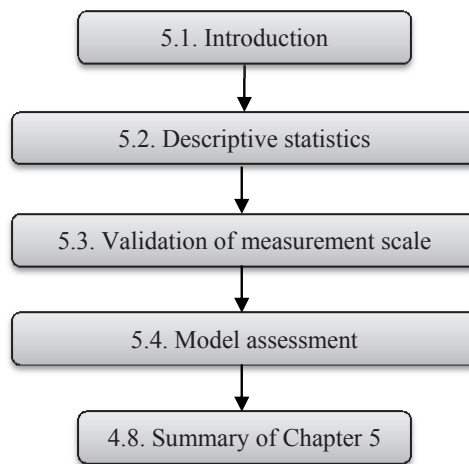 5.1. Introduction
5.2. Descriptive statistics
5.3. Validation of measurement scale
5.4. Model assessment
4.8. Summary of Chapter 5